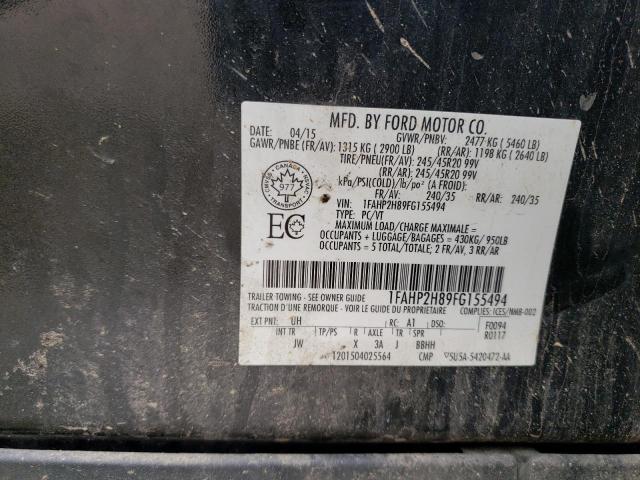 MFD. BY FORD MOTOR CO.
DATE: 04/15 GVWR/PNBV: 2477 KG ( 5460 LB)
GAWR/PNBE (FR/AV): 1315 KG ( 2900 LB) (RR/AR): 1198 KG ( 2640 LB)
TIRE/PNEU(FR/AV): 245/45R20 99V
(RR/AR): 245/45R20 99V
kPa/PSI(COLD)/lb/po² (A FROID):
FR/AV: 240/35 RR/AR: 240/35
VIN: 1FAHP2H89FG155494
TYPE: PC/VT
MAXIMUM LOAD/CHARGE MAXIMALE =
OCCUPANTS + LUGGAGE/BAGAGES = 430KG/ 950LB
OCCUPANTS = 5 TOTAL/TOTALE; 2 FR/AV, 3 RR/AR
CANADA
977
TRANSPORT
EC
TRAILER TOWING - SEE OWNER GUIDE 1FAHP2H89FG155494
TRACTION D'UNE REMORQUE - VOIR GUIDE DU PROPRIETAIRE COMPLIES: ICES/NMB-002
EXT PNT: UH RC: A1 DSO: F0094
INT TR TP/PS R AXLE TR SPR R0117
JW X 3A J BBHH
1201504025564 CMP 5U5A-5420472-AA